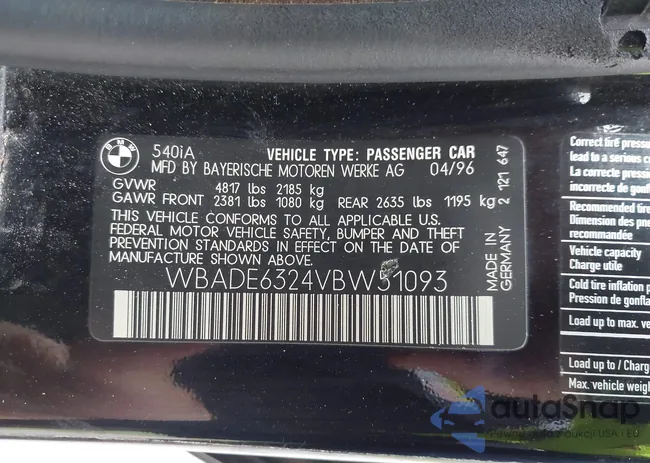 BMW
540iA VEHICLE TYPE: PASSENGER CAR
MFD BY BAYERISCHE MOTOREN WERKE AG 04/96
GVWR 4817 lbs 2185 kg
GAWR FRONT 2381 lbs 1080 kg REAR 2635 lbs 1195 kg
THIS VEHICLE CONFORMS TO ALL APPLICABLE U.S.
FEDERAL MOTOR VEHICLE SAFETY, BUMPER AND THEFT
PREVENTION STANDARDS IN EFFECT ON THE DATE OF
MANUFACTURE SHOWN ABOVE.
WBADE6324VBW31093
MADE IN
GERMANY 2 121 647
Correct tire press
lead to a serious c
La correcte pressi
incorrecte de gonf
Recommended tire
Dimension des pne
recommandée
Vehicle capacity
Charge utile
Cold tire inflation p
Pression de gonfla
Load up to max. ve
Load up to / Charg
Max. vehicle weigh
autoSnap